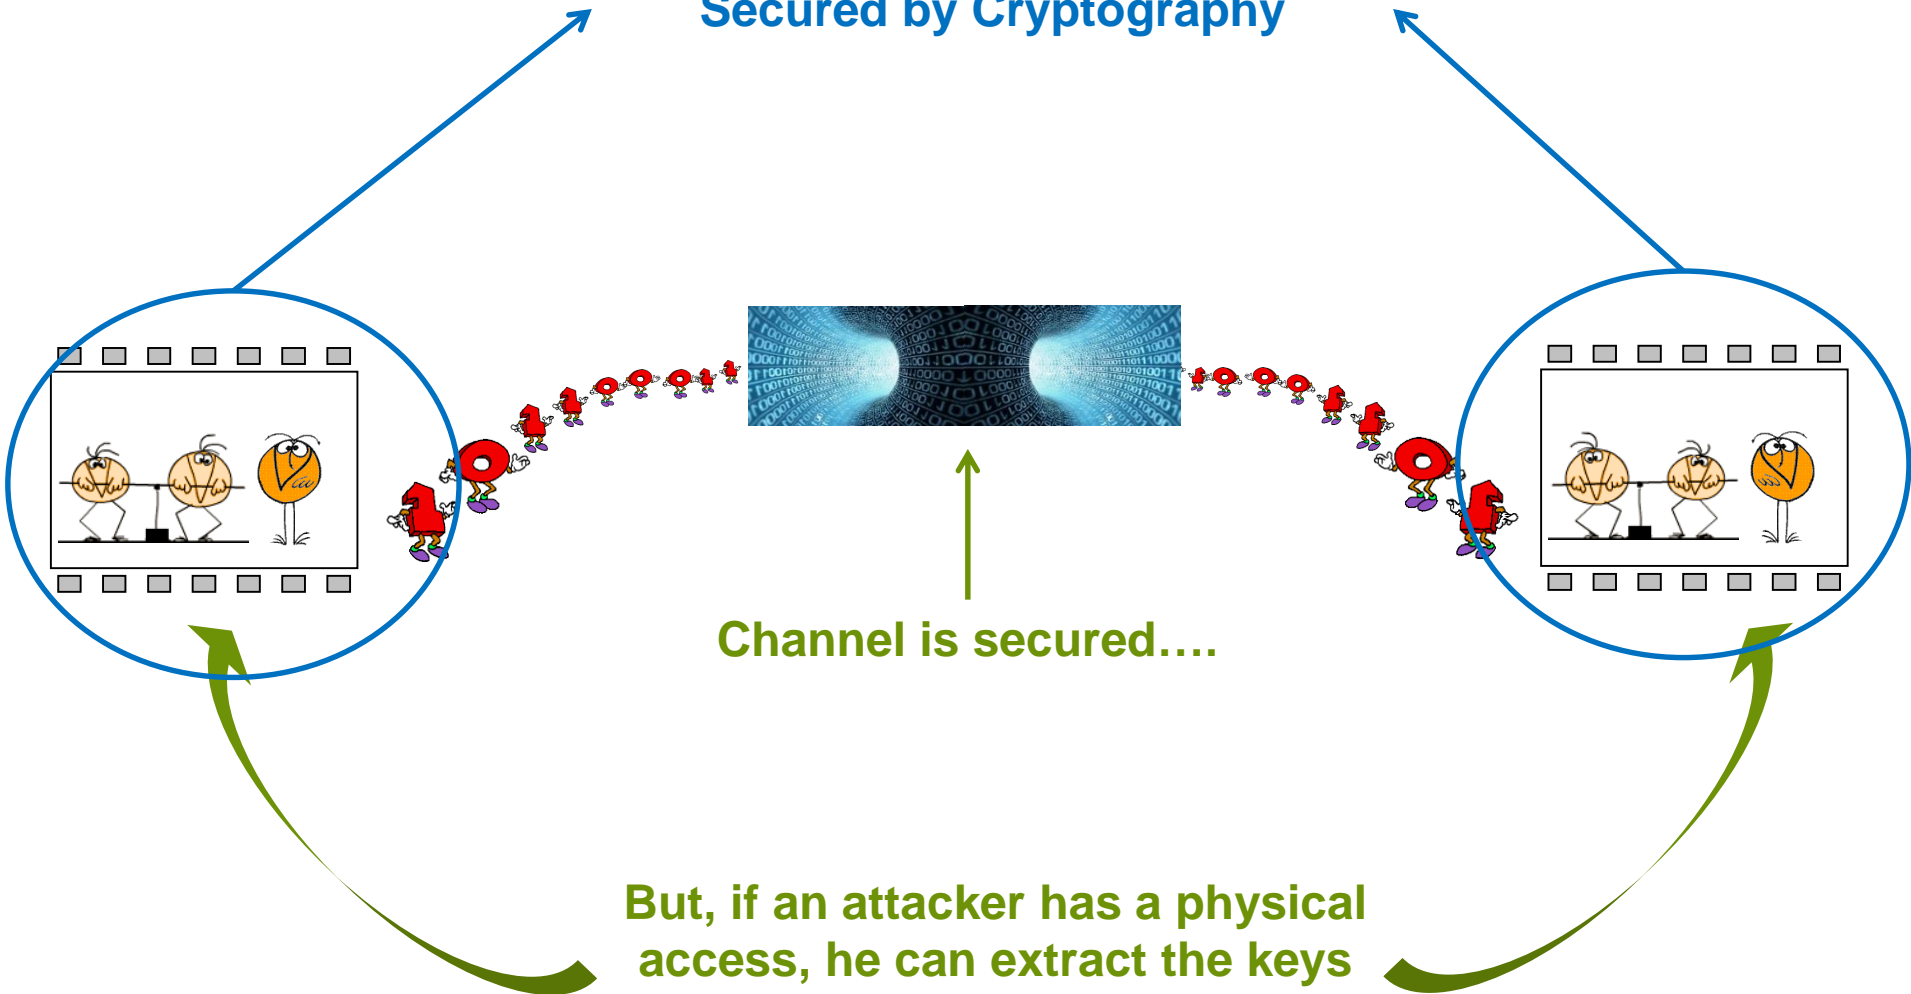 Secured by Cryptography
Channel is secured….
But, if an attacker has a physical
access, he can extract the keys